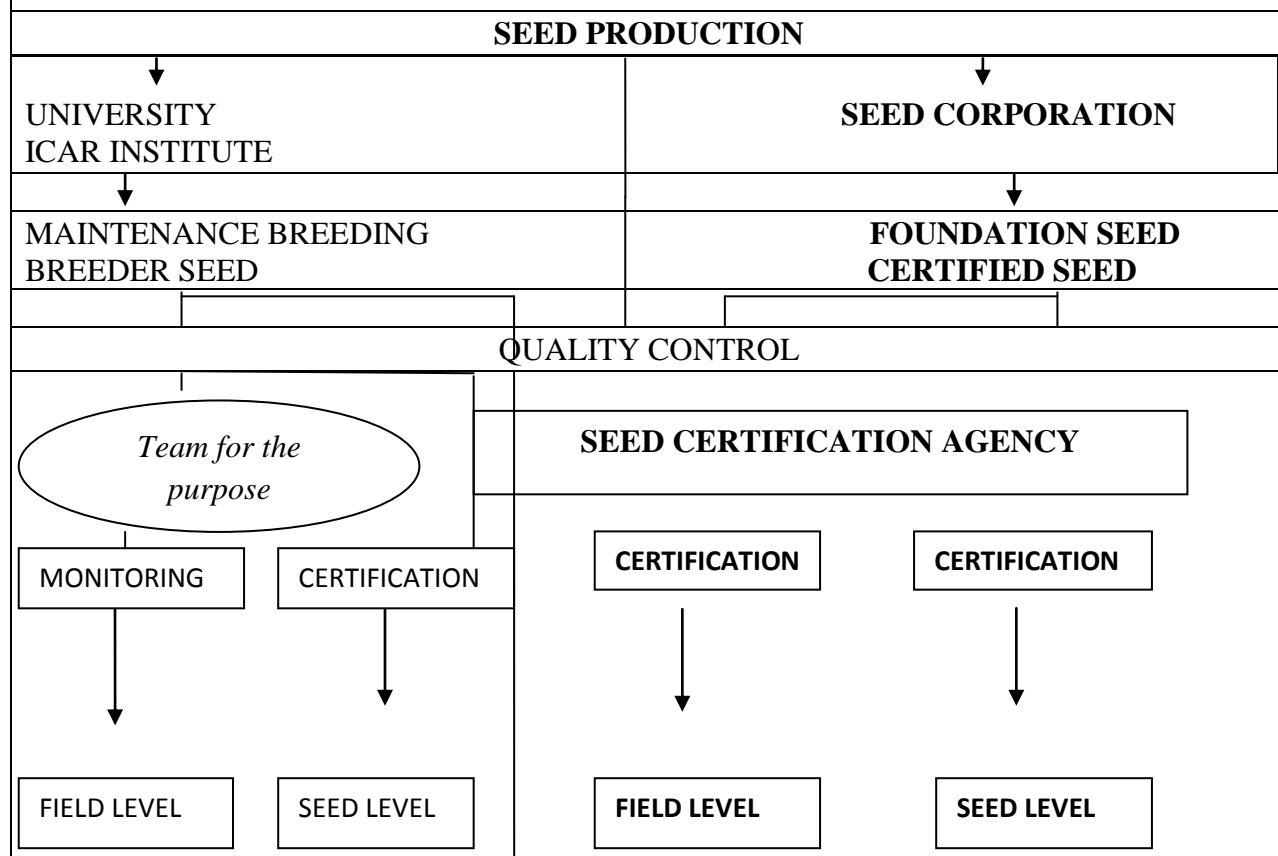 SEED PRODUCTION
UNIVERSITY
ICAR INSTITUTE
SEED CORPORATION
MAINTENANCE BREEDING
BREEDER SEED
FOUNDATION SEED
CERTIFIED SEED
QUALITY CONTROL
Team for the
purpose
SEED CERTIFICATION AGENCY
MONITORING
CERTIFICATION
CERTIFICATION
CERTIFICATION
FIELD LEVEL
SEED LEVEL
FIELD LEVEL
SEED LEVEL